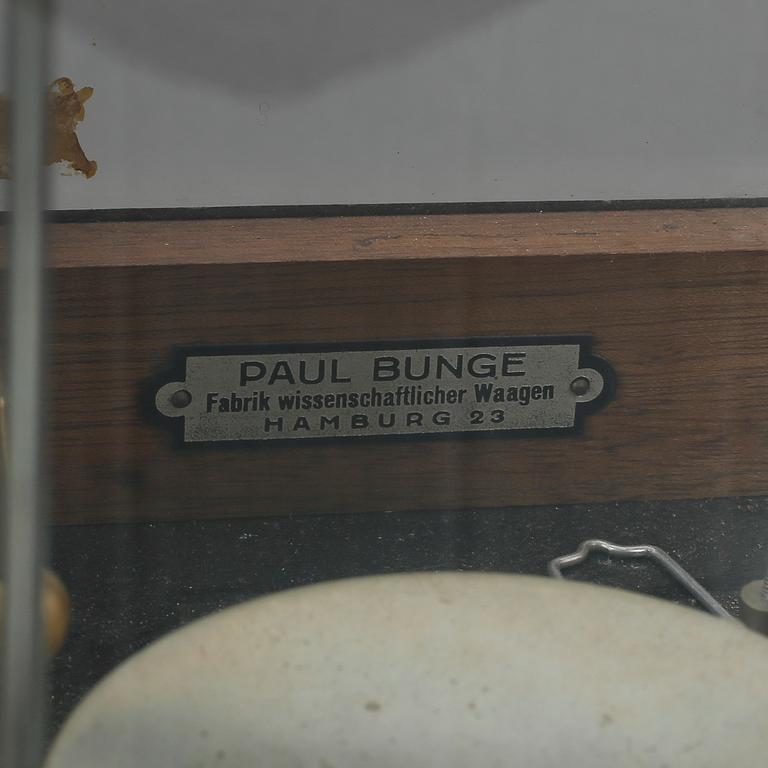 PAUL BUNGE
Fabrik wissenschaftlicher Waagen
HAMBURG 23